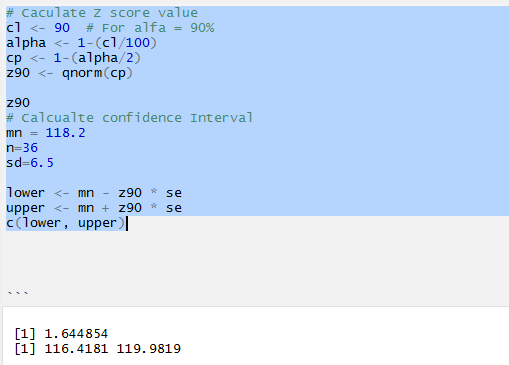 # Caculate Z score value
cl <- 90  # For alfa = 90%
alpha <- 1-(cl/100)
cp <- 1-(alpha/2)
z90 <- qnorm(cp)
z90
# Calcualte confidence Interval
mn = 118.2
n=36
sd=6.5
lower <- mn - z90 * se
upper <- mn + z90 * se
c(lower, upper)
```
[1] 1.644854
[1] 116.4181 119.9819